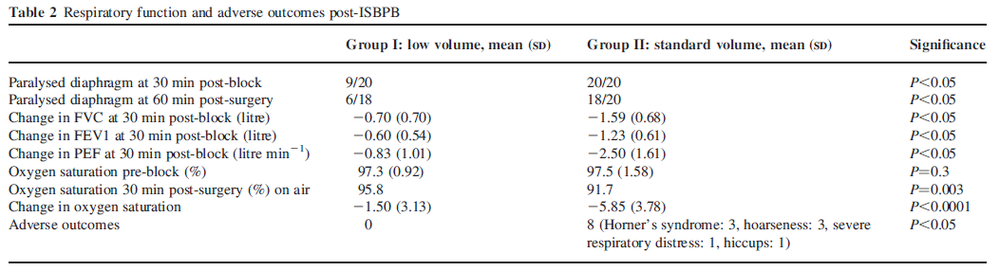 Table 2 Respiratory function and adverse outcomes post-ISBPB
Group I: low volume, mean (SD) Group II: standard volume, mean (SD) Significance
Paralysed diaphragm at 30 min post-block 9/20 20/20 P<0.05
Paralysed diaphragm at 60 min post-surgery 6/18 18/20 P<0.05
Change in FVC at 30 min post-block (litre) −0.70 (0.70) −1.59 (0.68) P<0.05
Change in FEV1 at 30 min post-block (litre) −0.60 (0.54) −1.23 (0.61) P<0.05
Change in PEF at 30 min post-block (litre min−1) −0.83 (1.01) −2.50 (1.61) P<0.05
Oxygen saturation pre-block (%) 97.3 (0.92) 97.5 (1.58) P=0.3
Oxygen saturation 30 min post-surgery (%) on air 95.8 91.7 P=0.003
Change in oxygen saturation −1.50 (3.13) −5.85 (3.78) P<0.0001
Adverse outcomes 0 8 (Horner's syndrome: 3, hoarseness: 3, severe P<0.05
respiratory distress: 1, hiccups: 1)